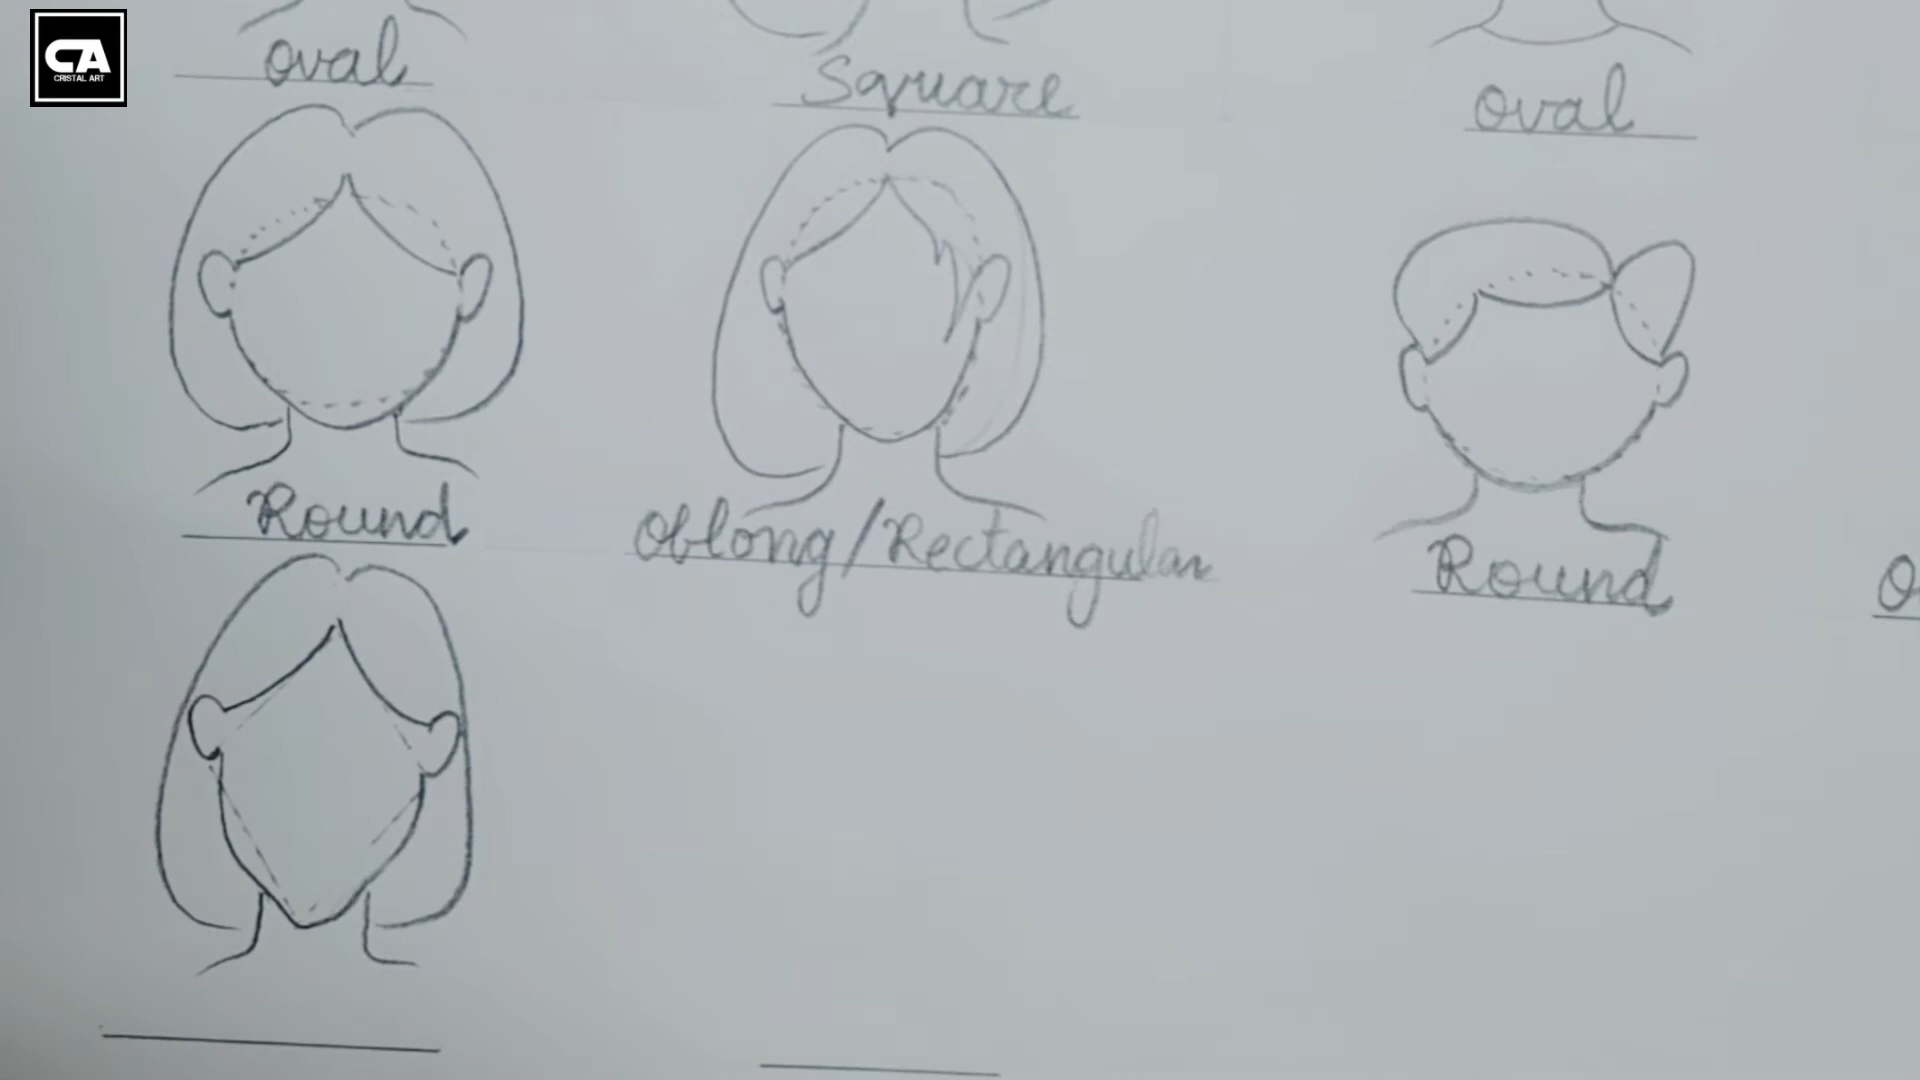 CA
CRISTAL ART
Oval
Square
Oval
Round
Oblong/Rectangular
Round